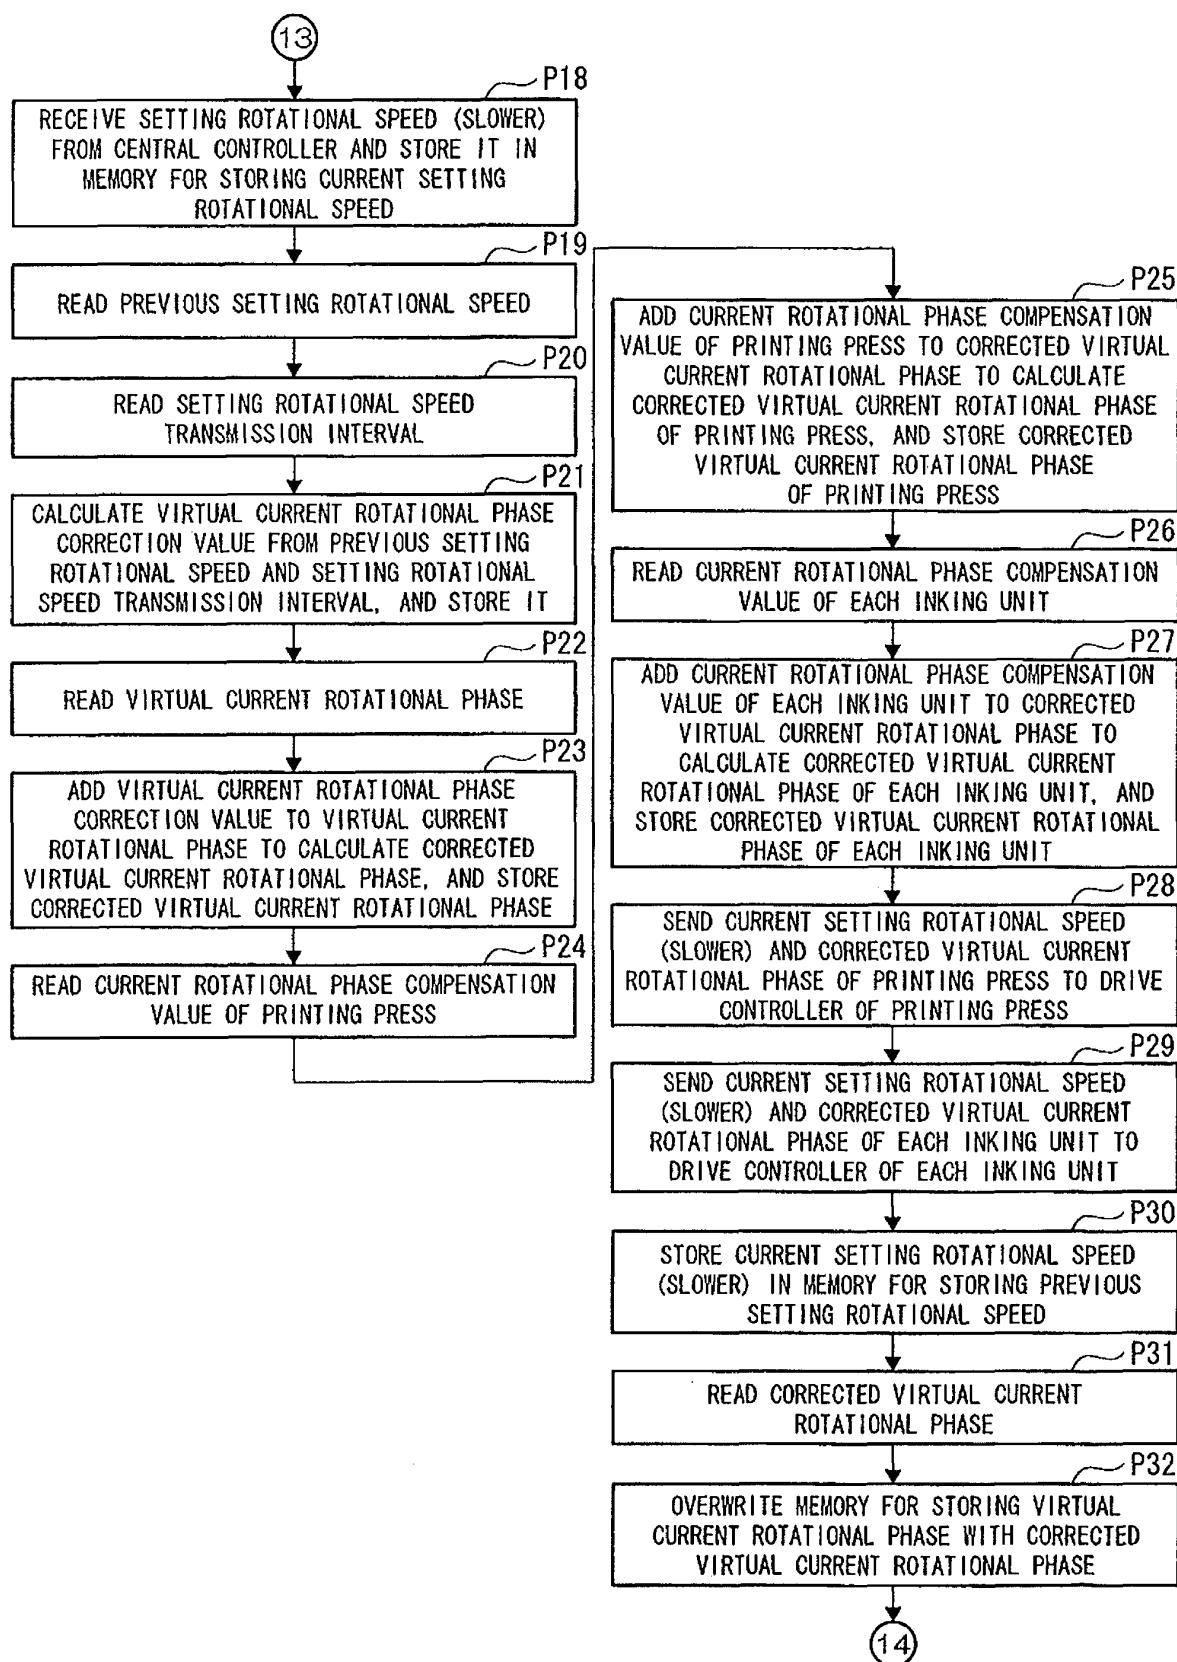 13
P18
RECEIVE SETTING ROTATIONAL SPEED (SLOWER)
FROM CENTRAL CONTROLLER AND STORE IT IN
MEMORY FOR STORING CURRENT SETTING
ROTATIONAL SPEED
P19
READ PREVIOUS SETTING ROTATIONAL SPEED
P20
READ SETTING ROTATIONAL SPEED
TRANSMISSION INTERVAL
P21
CALCULATE VIRTUAL CURRENT ROTATIONAL PHASE
CORRECTION VALUE FROM PREVIOUS SETTING
ROTATIONAL SPEED AND SETTING ROTATIONAL
SPEED TRANSMISSION INTERVAL, AND STORE IT
P22
READ VIRTUAL CURRENT ROTATIONAL PHASE
P23
ADD VIRTUAL CURRENT ROTATIONAL PHASE
CORRECTION VALUE TO VIRTUAL CURRENT
ROTATIONAL PHASE TO CALCULATE CORRECTED
VIRTUAL CURRENT ROTATIONAL PHASE, AND STORE
CORRECTED VIRTUAL CURRENT ROTATIONAL PHASE
P24
READ CURRENT ROTATIONAL PHASE COMPENSATION
VALUE OF PRINTING PRESS
P25
ADD CURRENT ROTATIONAL PHASE COMPENSATION
VALUE OF PRINTING PRESS TO CORRECTED VIRTUAL
CURRENT ROTATIONAL PHASE TO CALCULATE
CORRECTED VIRTUAL CURRENT ROTATIONAL PHASE
OF PRINTING PRESS, AND STORE CORRECTED
VIRTUAL CURRENT ROTATIONAL PHASE
OF PRINTING PRESS
P26
READ CURRENT ROTATIONAL PHASE COMPENSATION
VALUE OF EACH INKING UNIT
P27
ADD CURRENT ROTATIONAL PHASE COMPENSATION
VALUE OF EACH INKING UNIT TO CORRECTED
VIRTUAL CURRENT ROTATIONAL PHASE TO
CALCULATE CORRECTED VIRTUAL CURRENT
ROTATIONAL PHASE OF EACH INKING UNIT, AND
STORE CORRECTED VIRTUAL CURRENT ROTATIONAL
PHASE OF EACH INKING UNIT
P28
SEND CURRENT SETTING ROTATIONAL SPEED
(SLOWER) AND CORRECTED VIRTUAL CURRENT
ROTATIONAL PHASE OF PRINTING PRESS TO DRIVE
CONTROLLER OF PRINTING PRESS
P29
SEND CURRENT SETTING ROTATIONAL SPEED
(SLOWER) AND CORRECTED VIRTUAL CURRENT
ROTATIONAL PHASE OF EACH INKING UNIT TO
DRIVE CONTROLLER OF EACH INKING UNIT
P30
STORE CURRENT SETTING ROTATIONAL SPEED
(SLOWER) IN MEMORY FOR STORING PREVIOUS
SETTING ROTATIONAL SPEED
P31
READ CORRECTED VIRTUAL CURRENT
ROTATIONAL PHASE
P32
OVERWRITE MEMORY FOR STORING VIRTUAL
CURRENT ROTATIONAL PHASE WITH CORRECTED
VIRTUAL CURRENT ROTATIONAL PHASE
14